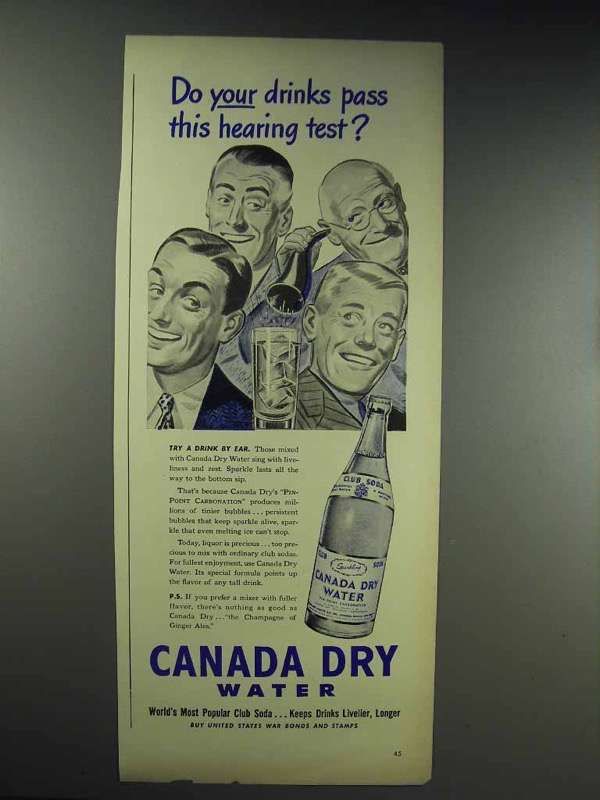 Do your drinks pass
this hearing test?
TRY A DRINK BY EAR. Those mixed
with Canada Dry Water sing with live-
liness and zest. Sparkle lasts all the
way to the bottom sip.
That's because Canada Dry's "PIN-
POINT CARBONATION" produces mil-
lions of tinier bubbles . . . persistent
bubbles that keep sparkle alive, spar-
kle that even melting ice can't stop.
Today, liquor is precious . . . too pre-
cious to mix with ordinary club sodas.
For fullest enjoyment, use Canada Dry
Water. Its special formula points up
the flavor of any tall drink.
P.S. If you prefer a mixer with fuller
flavor, there's nothing as good as
Canada Dry . . . "the Champagne of
Ginger Ales."
CLUB SODA
CLUB SODA
Sparkling
CANADA DRY
WATER
CANADA DRY
WATER
World's Most Popular Club Soda . . . Keeps Drinks Livelier, Longer
BUY UNITED STATES WAR BONDS AND STAMPS
45